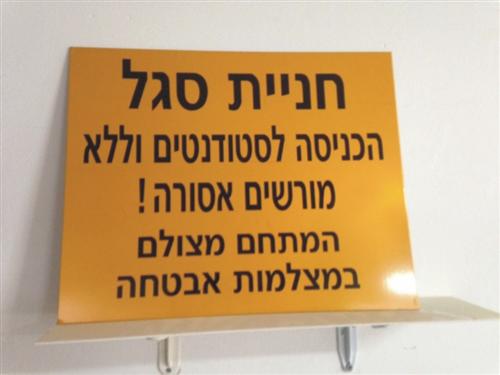 חניית סגל
הכניסה לסטודנטים וללא
מורשים אסורה!
המתחם מצולם
במצלמות אבטחה